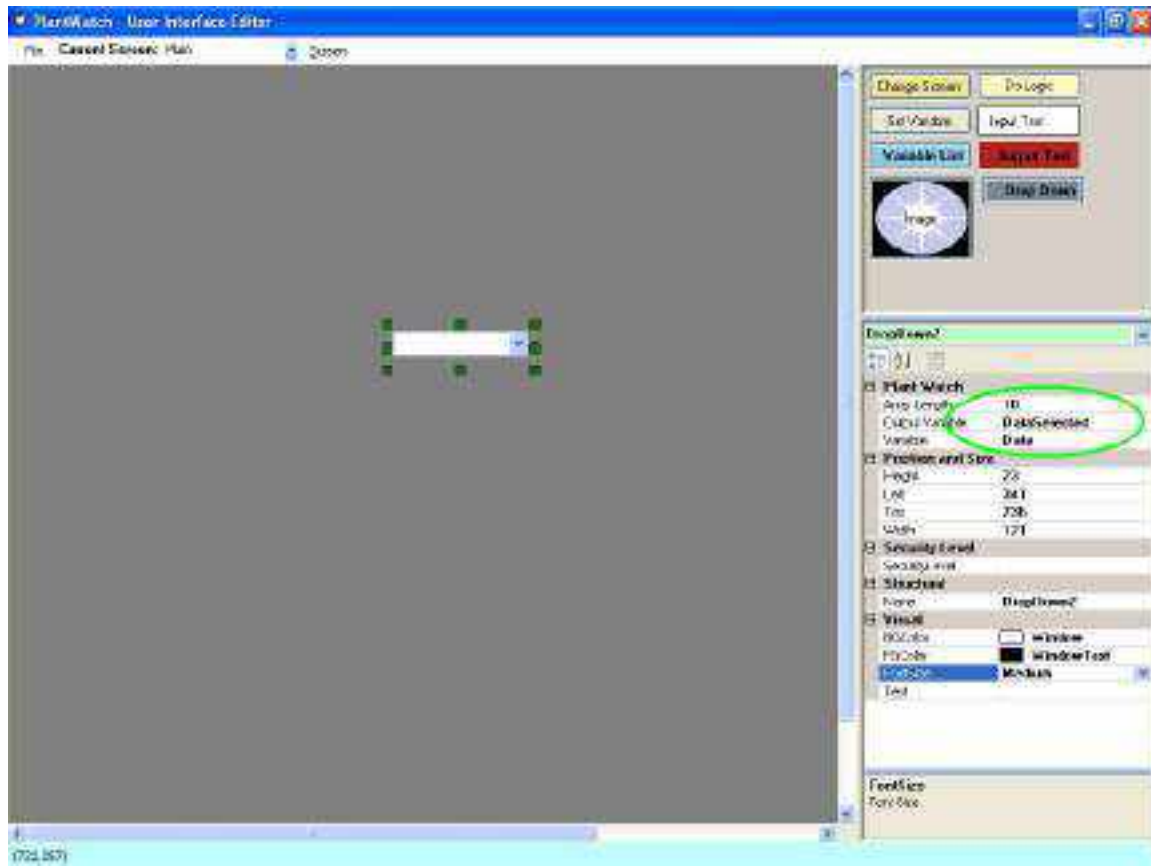 PlantWatch - User Interface Editor
File Current Screen: Main
Change Screen Do Logic
Set Variable Input Text
Variable List Output Text
Drop Down
Image
DropDown2
Plant Watch
Array Length 10
Output Variable DataSelected
Variable Data
Position and Size
Height 23
Left 341
Top
Width 121
Security Level
Security Level
Structural
Name DropDown2
Visual
BGColor Window
FGColor WindowText
FontSize Medium
Text
FontSize
Font Size